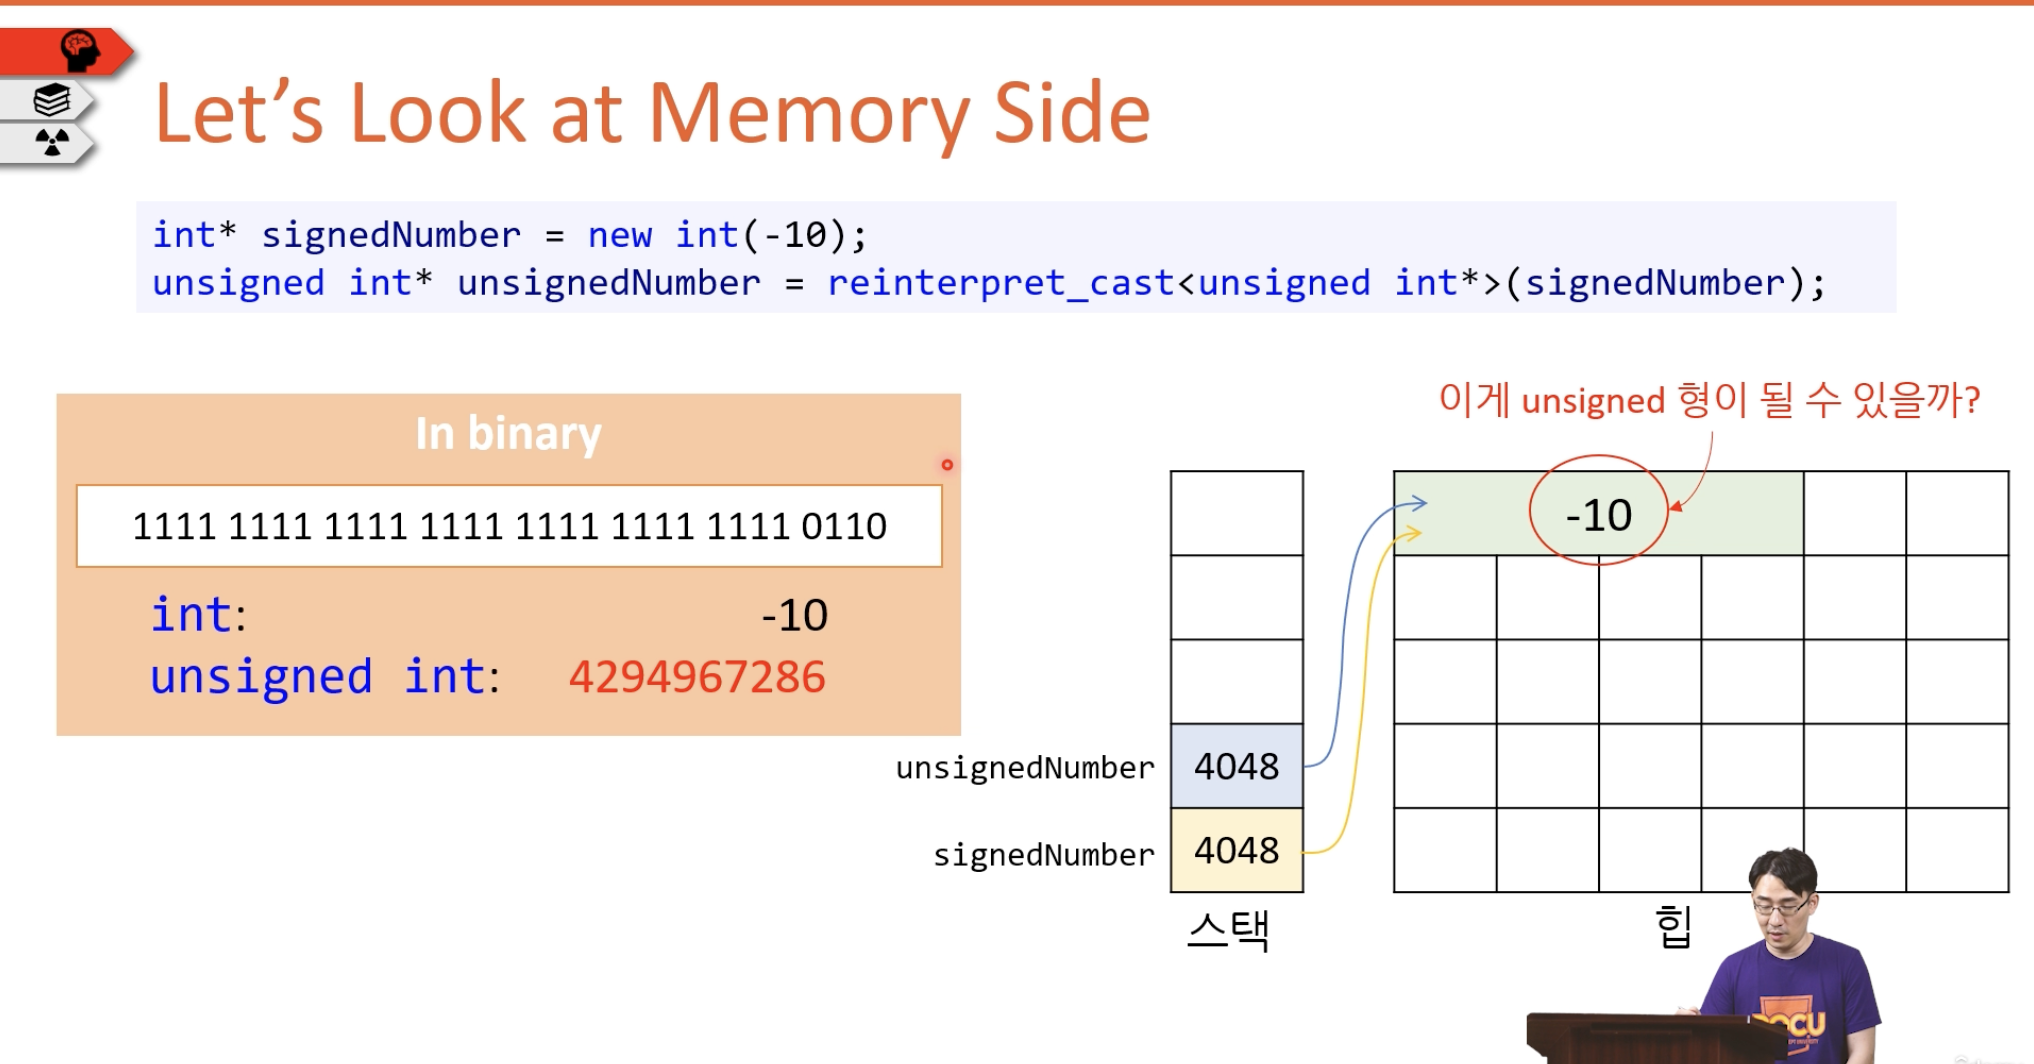 Let’s Look at Memory Side
int* signedNumber = new int(-10);
unsigned int* unsignedNumber = reinterpret_cast<unsigned int*>(signedNumber);
In binary
1111 1111 1111 1111 1111 1111 1111 0110
int: -10
unsigned int: 4294967286
이게 unsigned 형이 될 수 있을까?
-10
unsignedNumber 4048
signedNumber 4048
스택
힙
POCU